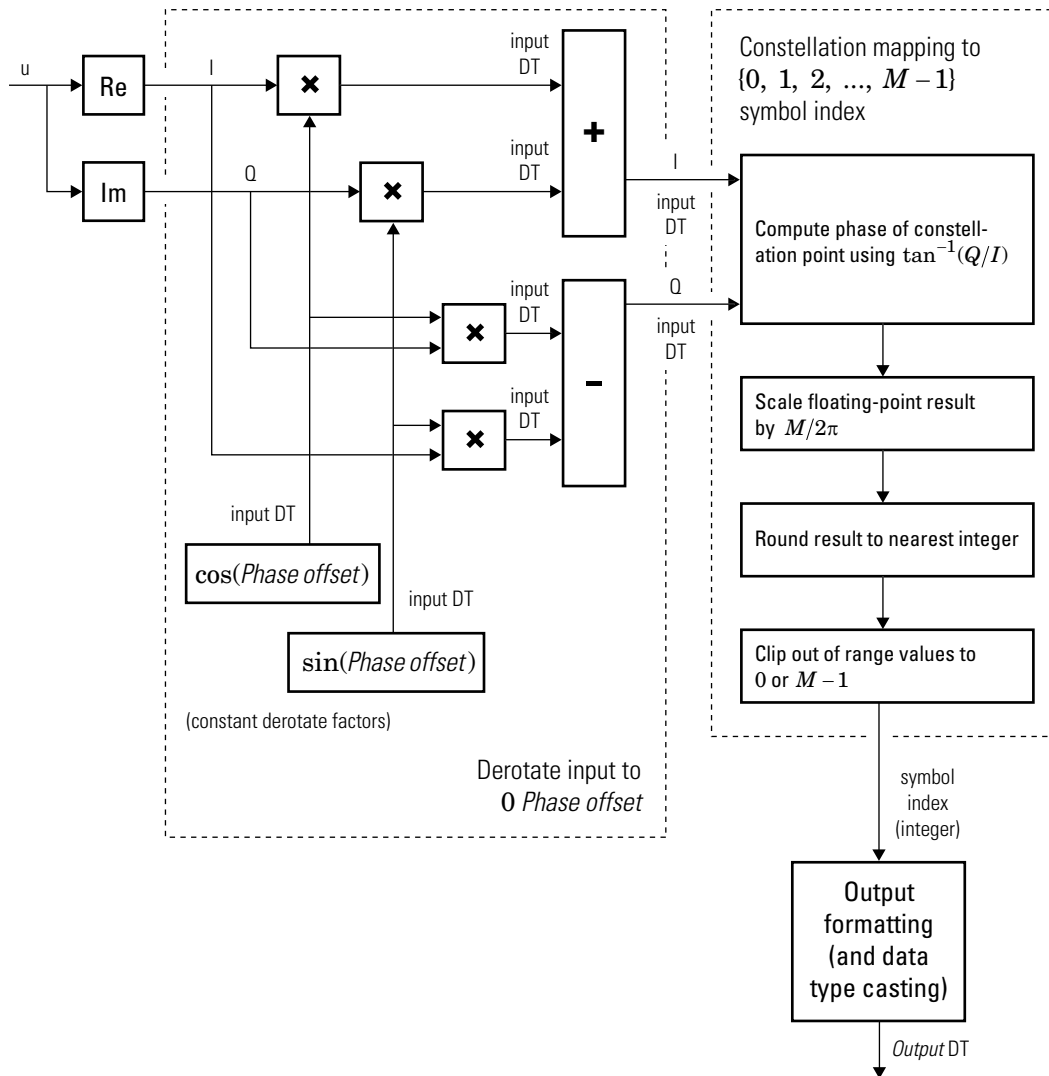 u
Re
I
×
input
DT
+
Im
Q
×
input
DT
I
input
DT
×
input
DT
-
Q
input
DT
×
input
DT
input DT
cos(Phase offset)
input DT
sin(Phase offset)
(constant derotate factors)
Derotate input to
0 Phase offset
Constellation mapping to
{0, 1, 2, ..., M – 1}
symbol index
Compute phase of constell-
ation point using tan⁻¹(Q/I)
Scale floating-point result
by M/2π
Round result to nearest integer
Clip out of range values to
0 or M – 1
symbol
index
(integer)
Output
formatting
(and data
type casting)
Output DT